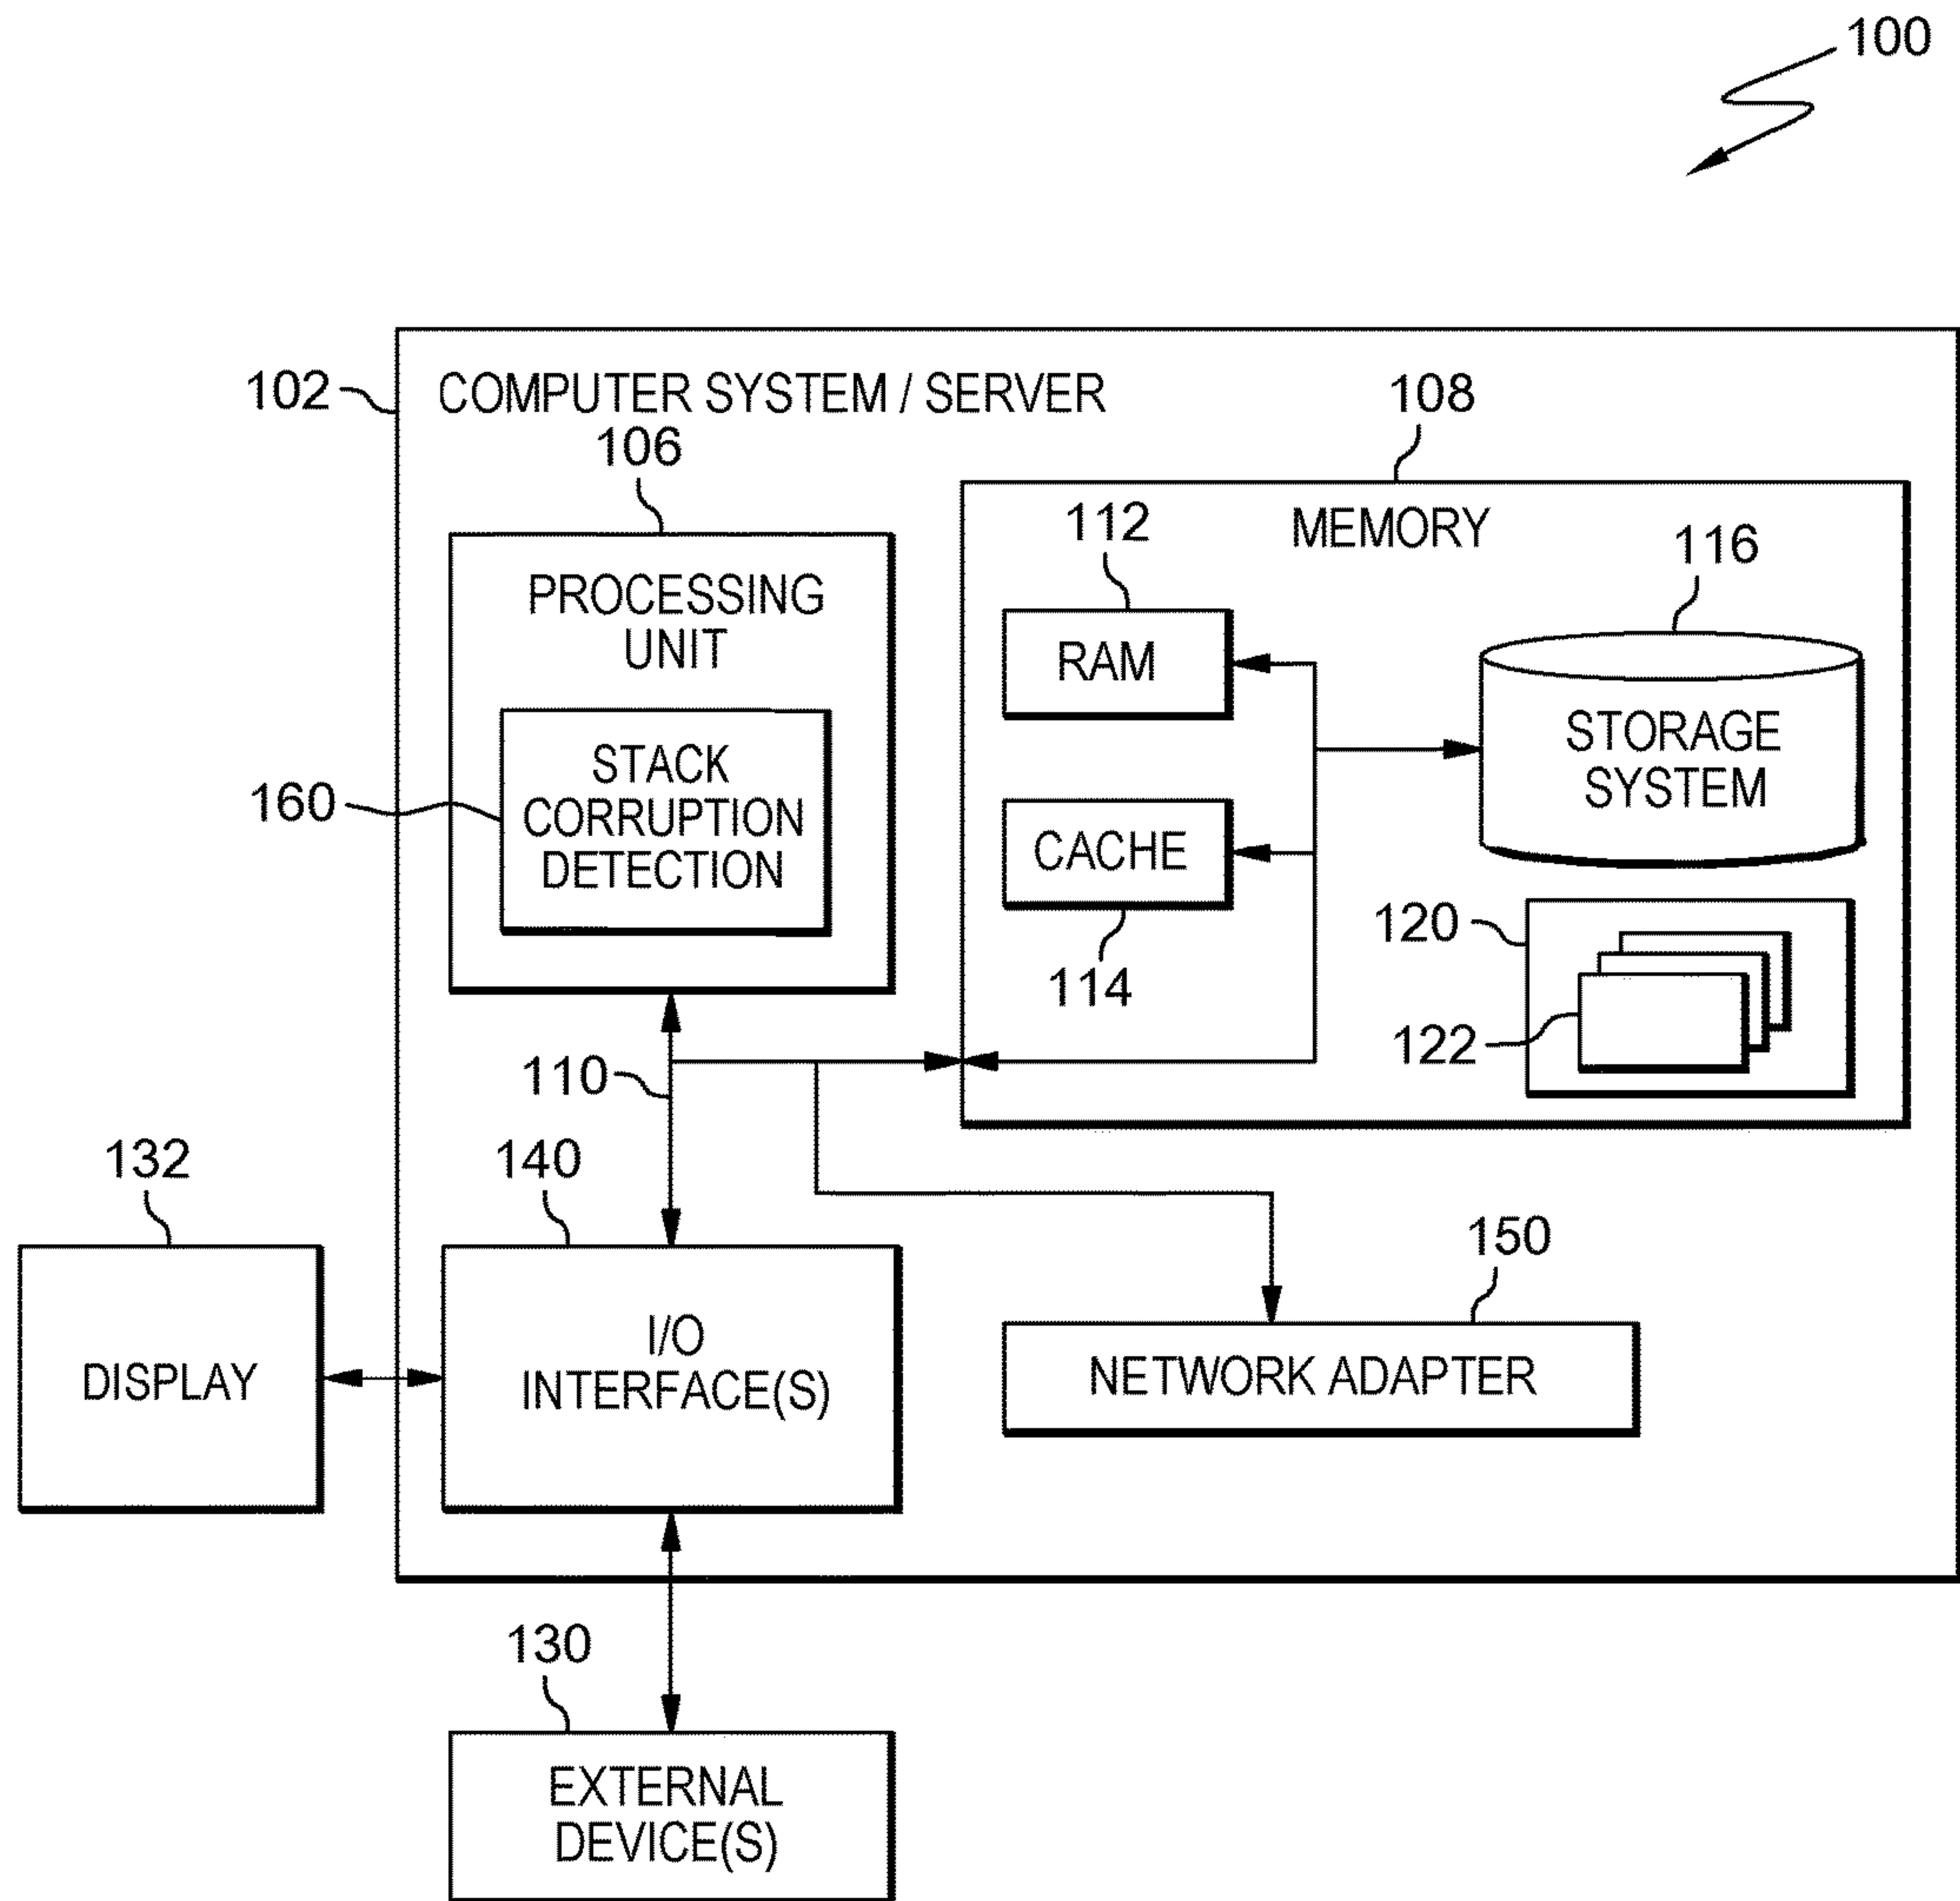 100
102
COMPUTER SYSTEM / SERVER
106
108
PROCESSING
UNIT
MEMORY
112
116
RAM
STORAGE
SYSTEM
160
STACK
CORRUPTION
DETECTION
CACHE
114
120
122
110
132
140
150
DISPLAY
I/O
INTERFACE(S)
NETWORK ADAPTER
130
EXTERNAL
DEVICE(S)